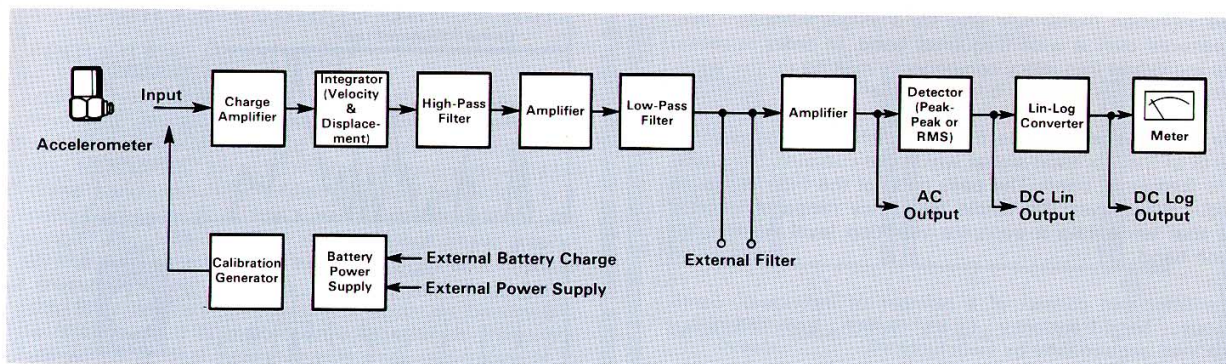 Accelerometer
Input
Charge
Amplifier
Integrator
(Velocity
&
Displace-
ment)
High-Pass
Filter
Amplifier
Low-Pass
Filter
External Filter
Amplifier
AC
Output
Detector
(Peak-
Peak or
RMS)
DC Lin
Output
Lin-Log
Converter
DC Log
Output
Meter
Calibration
Generator
Battery
Power
Supply
External Battery Charge
External Power Supply